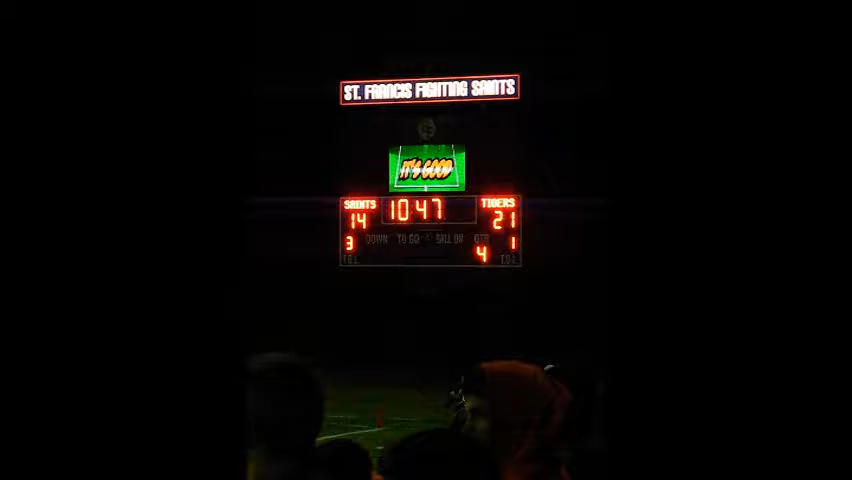 ST. FRANCIS FIGHTING SAINTS
IT'S GOOD
SAINTS 10:47 TIGERS
14 21
3 DOWN TO GO BALL ON QTR 1
T.O.L. 4 T.O.L.